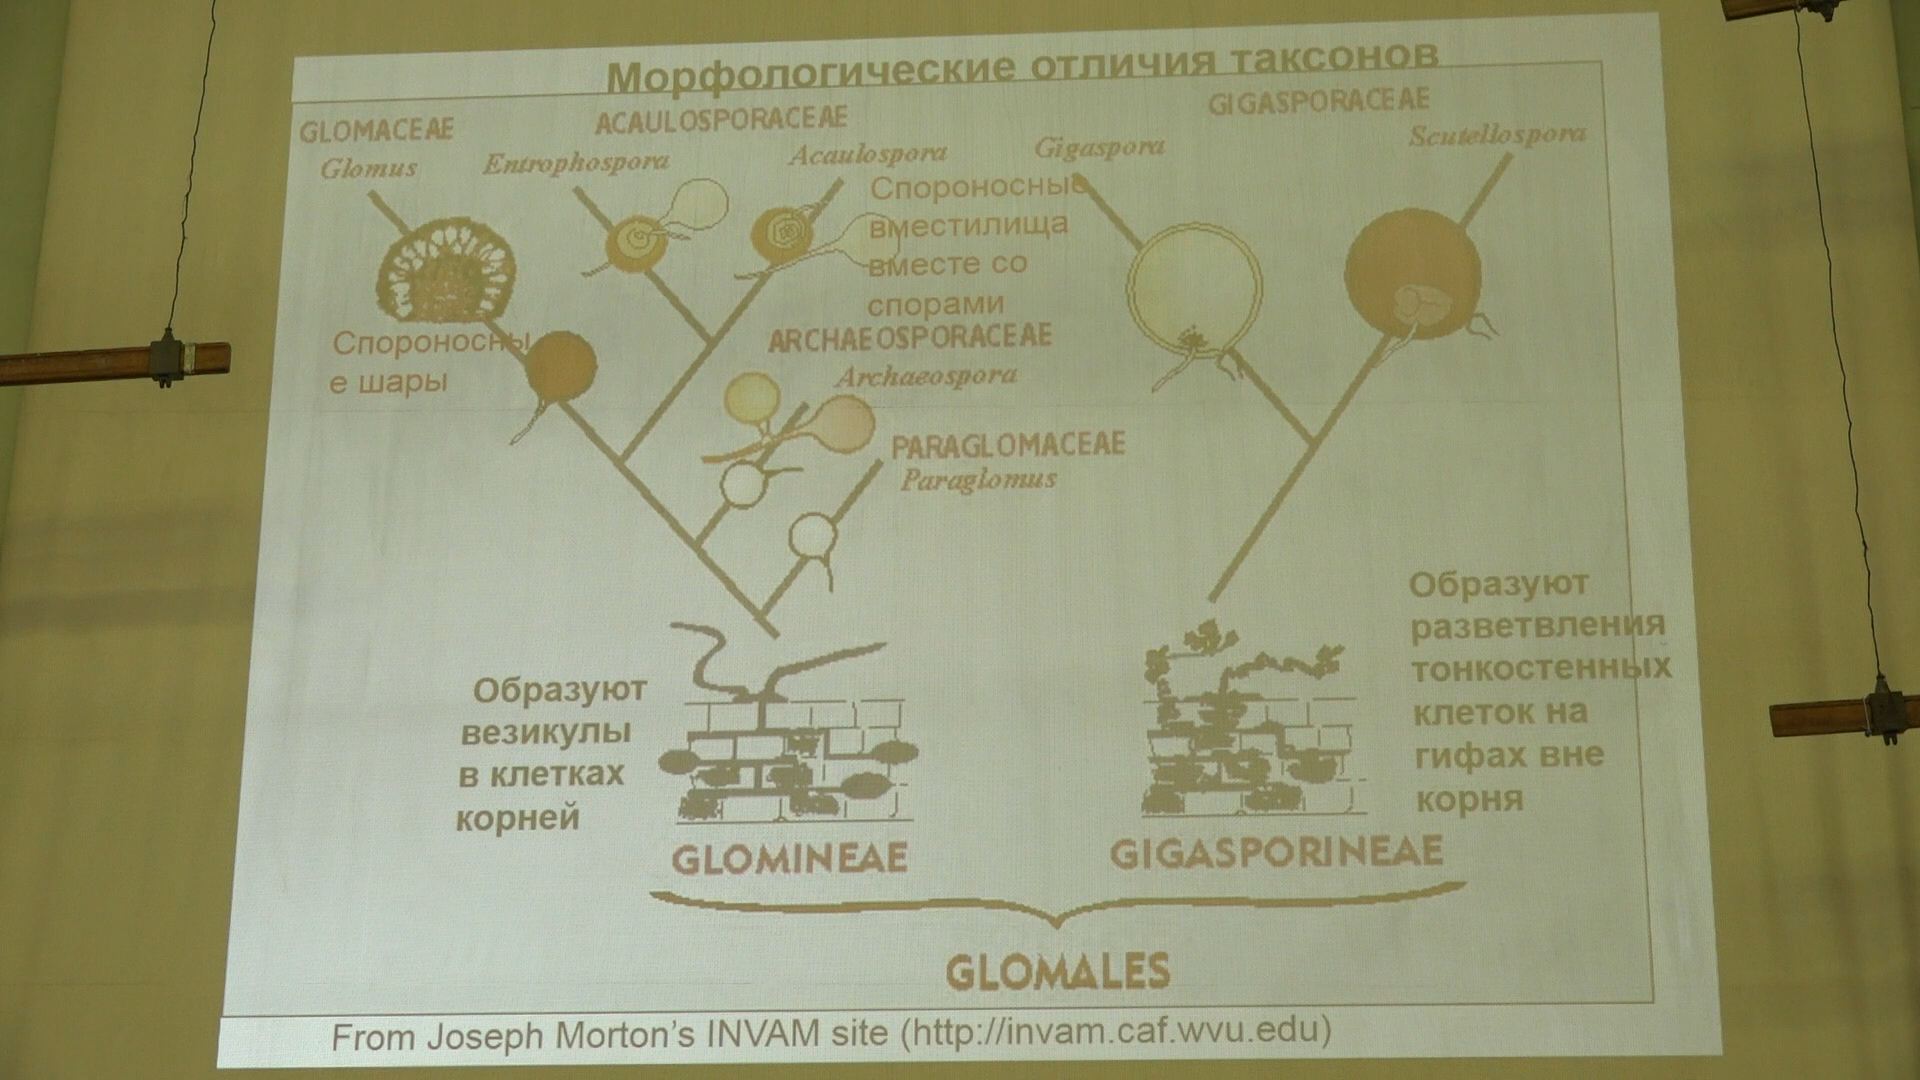 Морфологические отличия таксонов
GLOMACEAE
Glomus
ACAULOSPORACEAE
Entrophospora
Acaulospora
GIGASPORACEAE
Gigaspora
Scutellospora
Спороносные
вместилища
вместе со
спорами
Спороносны
е шары
ARCHAEOSPORACEAE
Archaeospora
PARAGLOMACEAE
Paraglomus
Образуют
везикулы
в клетках
корней
Образуют
разветвления
тонкостенных
клеток на
гифах вне
корня
GLOMINEAE
GIGASPORINEAE
GLOMALES
From Joseph Morton’s INVAM site (http://invam.caf.wvu.edu)